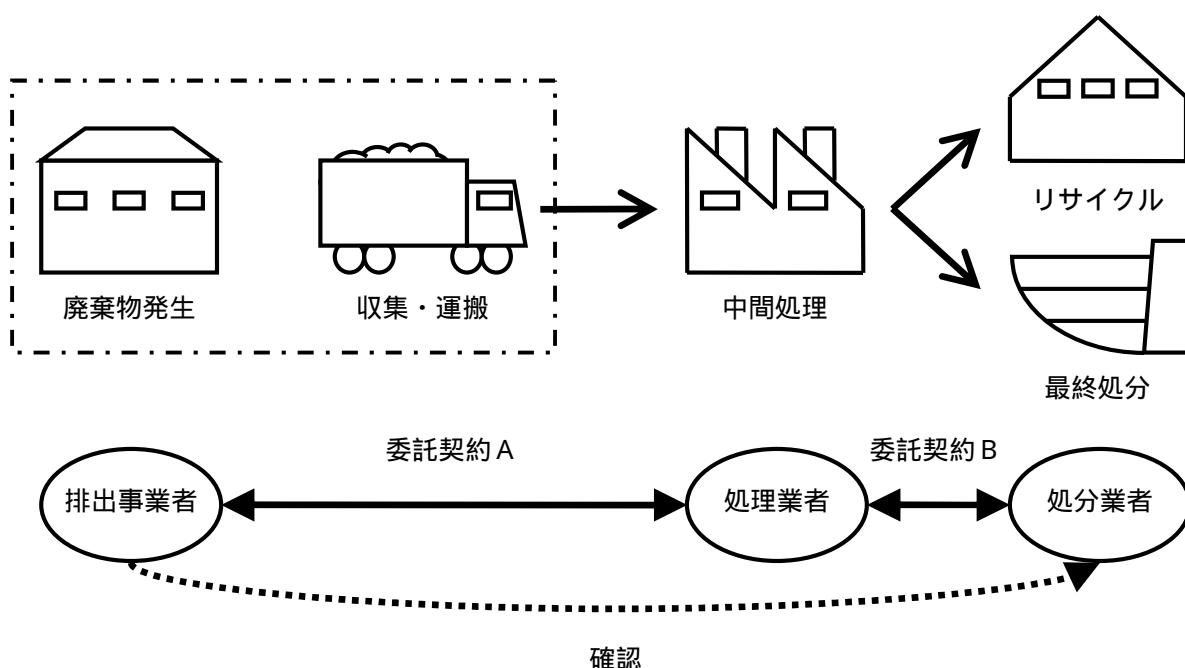 リサイクル
廃棄物発生
収集・運搬
中間処理
最終処分
委託契約A
委託契約B
排出事業者
処理業者
処分業者
確認